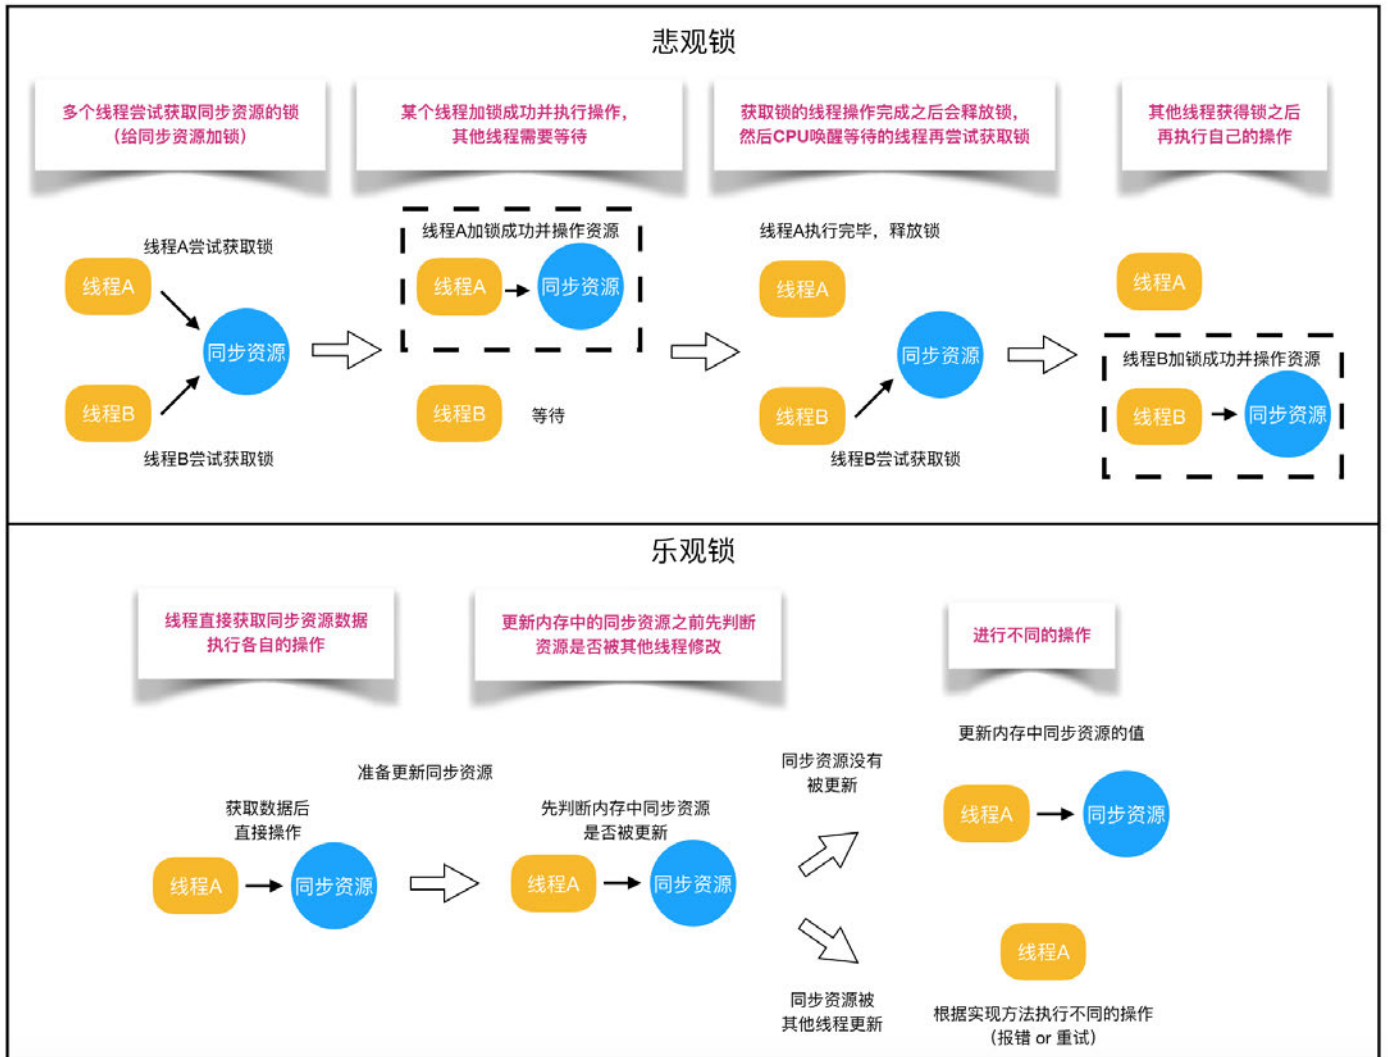 悲观锁
多个线程尝试获取同步资源的锁
（给同步资源加锁）
某个线程加锁成功并执行操作，
其他线程需要等待
获取锁的线程操作完成之后会释放锁，
然后CPU唤醒等待的线程再尝试获取锁
其他线程获得锁之后
再执行自己的操作
线程A尝试获取锁
线程A
同步资源
线程B
线程B尝试获取锁
线程A加锁成功并操作资源
线程A
同步资源
线程B
等待
线程A执行完毕，释放锁
线程A
同步资源
线程B
线程B尝试获取锁
线程A
线程B加锁成功并操作资源
线程B
同步资源
乐观锁
线程直接获取同步资源数据
执行各自的操作
更新内存中的同步资源之前先判断
资源是否被其他线程修改
进行不同的操作
获取数据后
直接操作
线程A
同步资源
准备更新同步资源
先判断内存中同步资源
是否被更新
线程A
同步资源
同步资源没有
被更新
更新内存中同步资源的值
线程A
同步资源
同步资源被
其他线程更新
线程A
根据实现方法执行不同的操作
（报错 or 重试）